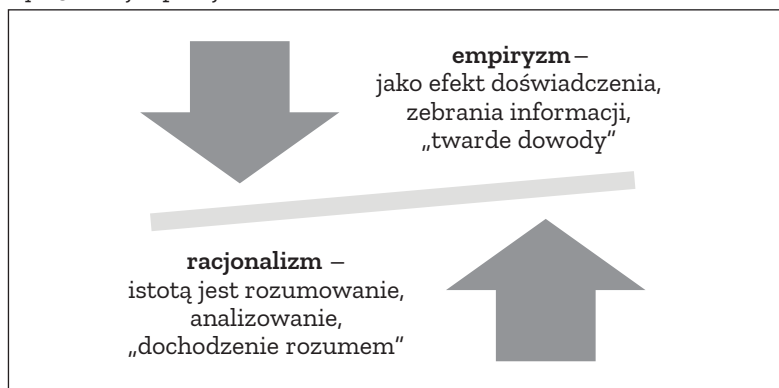 empiryzm –
jako efekt doświadczenia,
zebrania informacji,
„twarde dowody”
racjonalizm –
istotą jest rozumowanie,
analizowanie,
„dochodzenie rozumem”